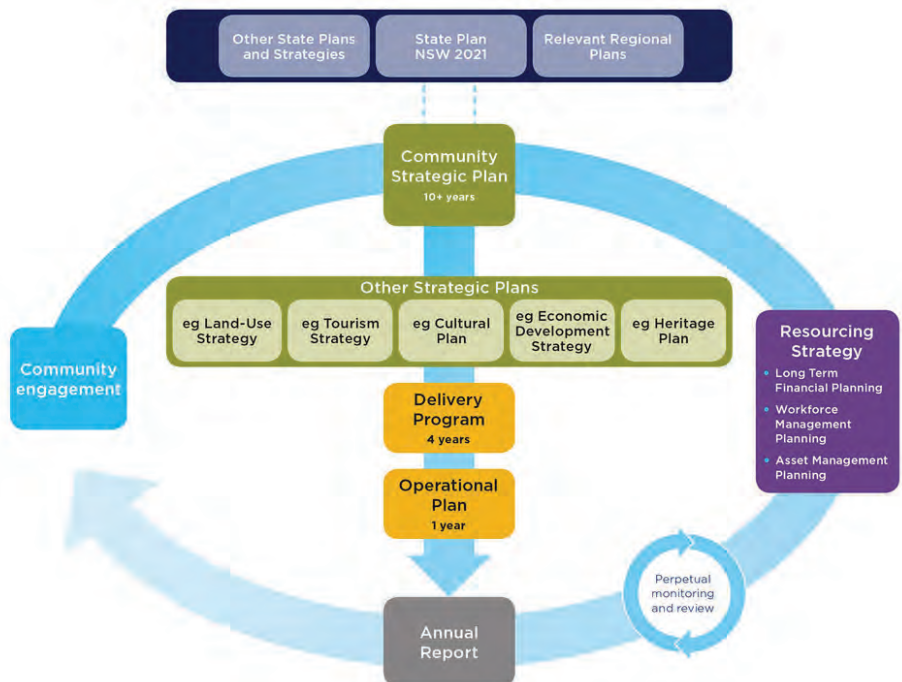 Other State Plans
and Strategies
State Plan
NSW 2021
Relevant Regional
Plans
Community
Strategic Plan
10+ years
Other Strategic Plans
eg Land-Use
Strategy
eg Tourism
Strategy
eg Cultural
Plan
eg Economic
Development
Strategy
eg Heritage
Plan
Community
engagement
Resourcing
Strategy
• Long Term
Financial Planning
• Workforce
Management
Planning
• Asset Management
Planning
Delivery
Program
4 years
Operational
Plan
1 year
Perpetual
monitoring
and review
Annual
Report